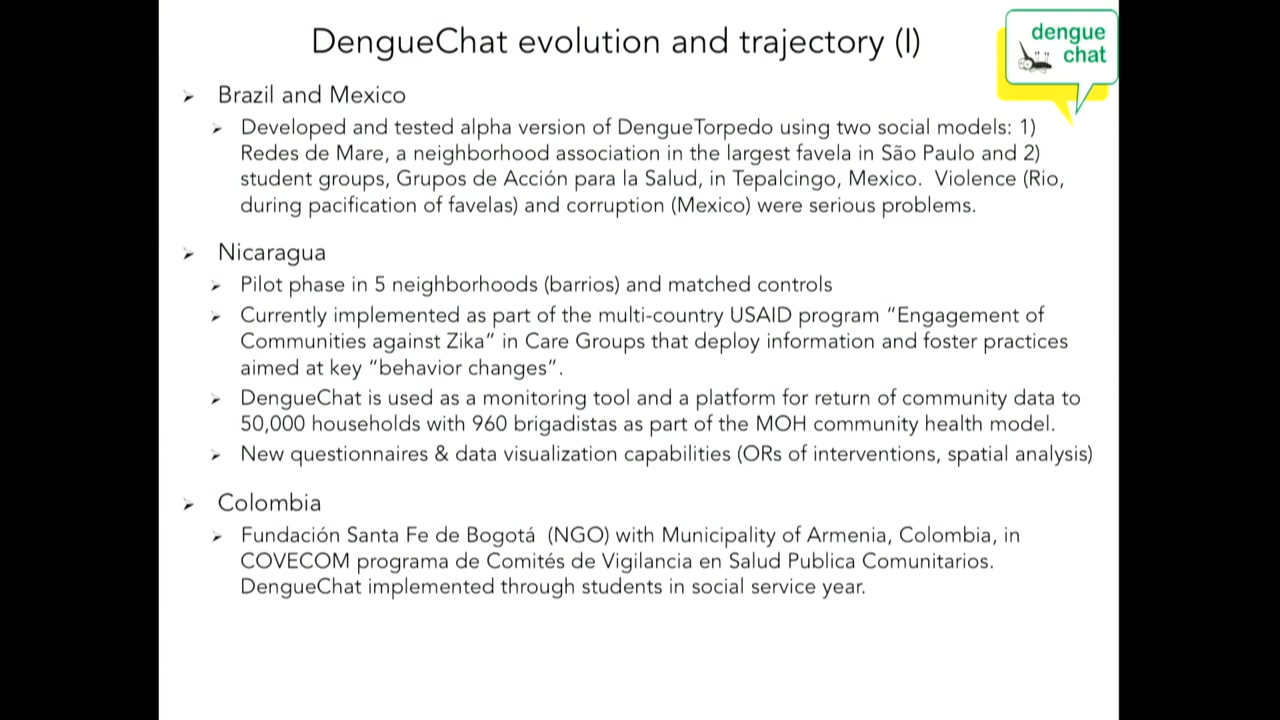 DengueChat evolution and trajectory (I)
dengue
chat
➢ Brazil and Mexico
➢ Developed and tested alpha version of DengueTorpedo using two social models: 1)
Redes de Mare, a neighborhood association in the largest favela in São Paulo and 2)
student groups, Grupos de Acción para la Salud, in Tepalcingo, Mexico. Violence (Rio,
during pacification of favelas) and corruption (Mexico) were serious problems.
➢ Nicaragua
➢ Pilot phase in 5 neighborhoods (barrios) and matched controls
➢ Currently implemented as part of the multi-country USAID program “Engagement of
Communities against Zika” in Care Groups that deploy information and foster practices
aimed at key “behavior changes”.
➢ DengueChat is used as a monitoring tool and a platform for return of community data to
50,000 households with 960 brigadistas as part of the MOH community health model.
➢ New questionnaires & data visualization capabilities (ORs of interventions, spatial analysis)
➢ Colombia
➢ Fundación Santa Fe de Bogotá (NGO) with Municipality of Armenia, Colombia, in
COVECOM programa de Comités de Vigilancia en Salud Publica Comunitarios.
DengueChat implemented through students in social service year.